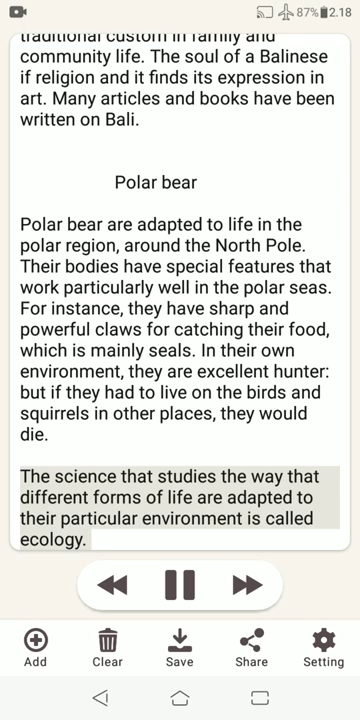 87% 2.18
traditional custom in family and
community life. The soul of a Balinese
if religion and it finds its expression in
art. Many articles and books have been
written on Bali.
Polar bear
Polar bear are adapted to life in the
polar region, around the North Pole.
Their bodies have special features that
work particularly well in the polar seas.
For instance, they have sharp and
powerful claws for catching their food,
which is mainly seals. In their own
environment, they are excellent hunter:
but if they had to live on the birds and
squirrels in other places, they would
die.
The science that studies the way that
different forms of life are adapted to
their particular environment is called
ecology.
Add Clear Save Share Setting